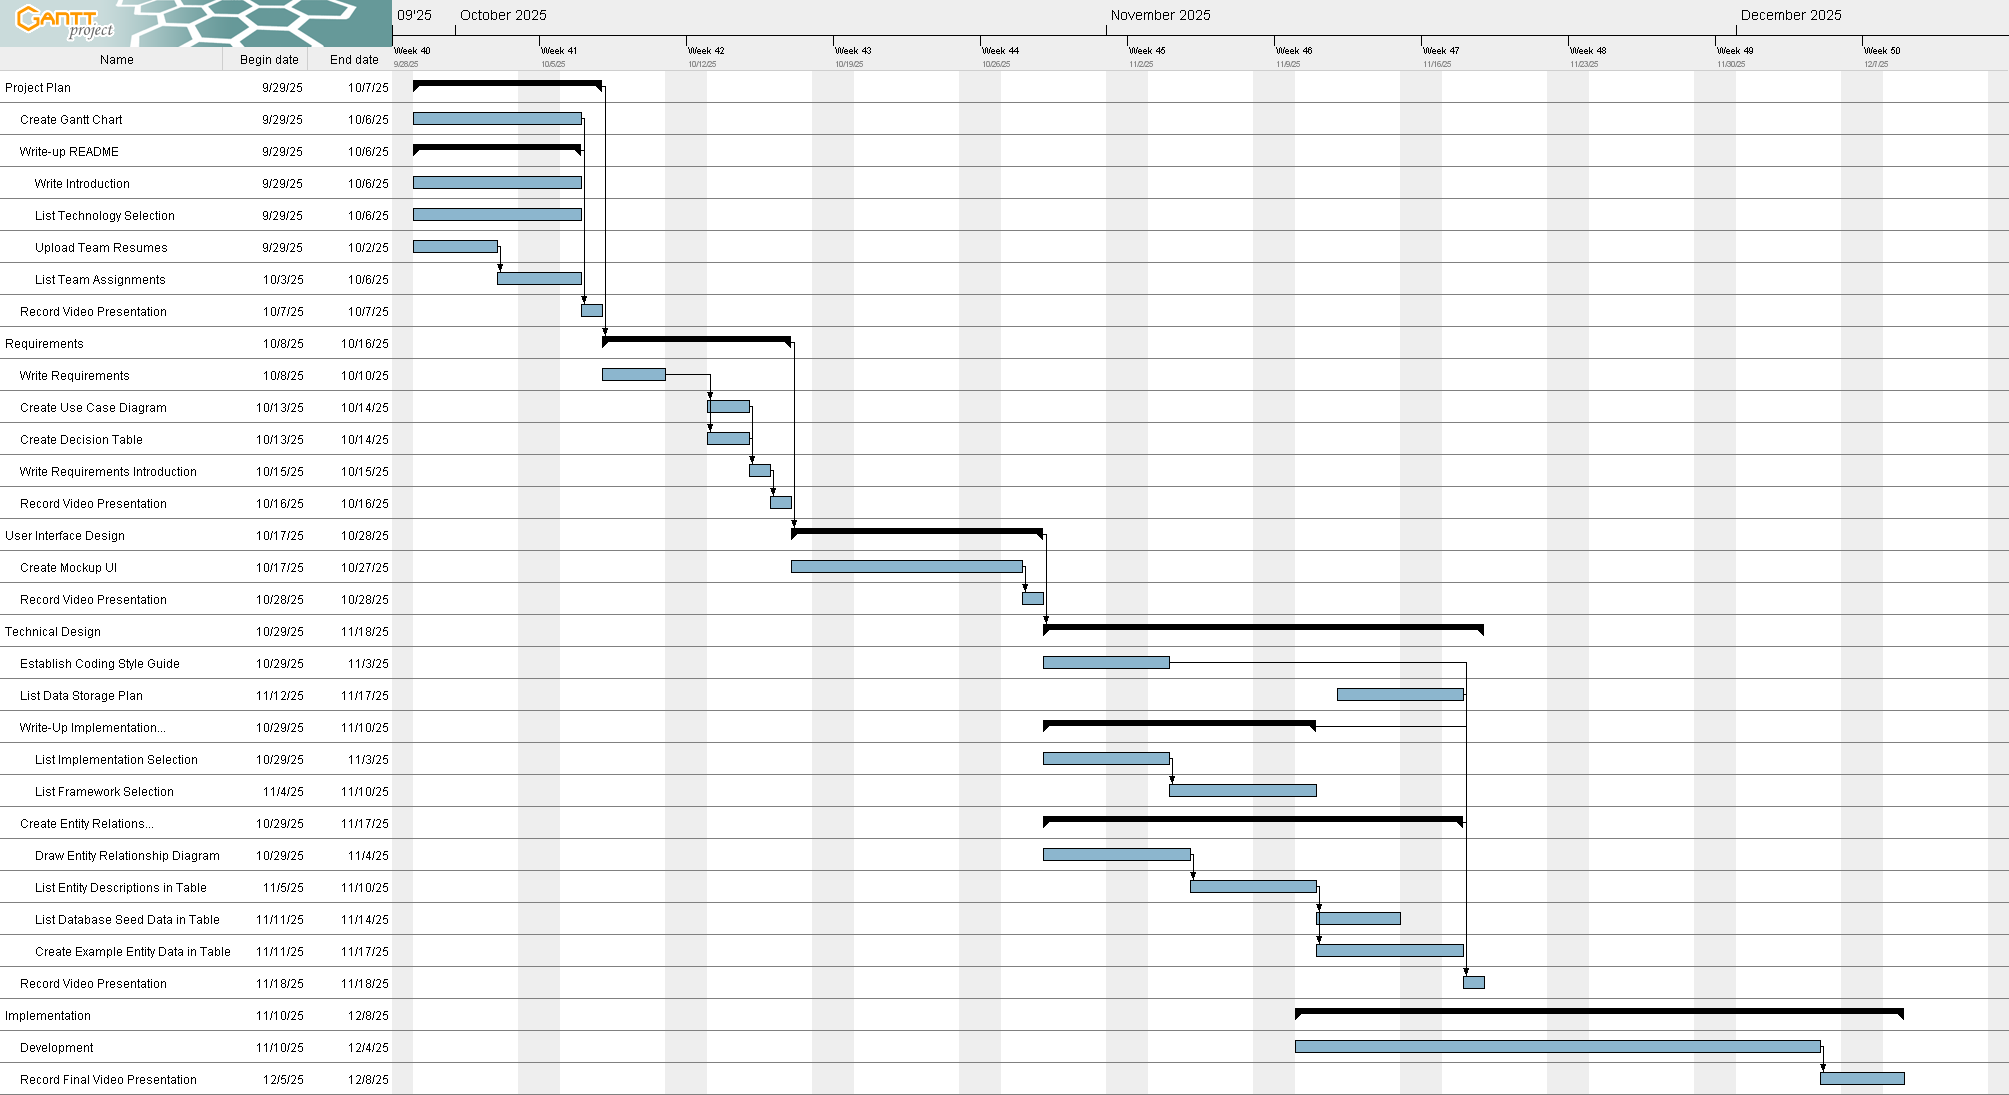 GANTT project
09'25 October 2025 November 2025 December 2025
Week 40 Week 41 Week 42 Week 43 Week 44 Week 45 Week 46 Week 47 Week 48 Week 49 Week 50
Name Begin date End date 9/28/25 10/5/25 10/12/25 10/19/25 10/26/25 11/2/25 11/9/25 11/16/25 11/23/25 11/30/25 12/7/25
Project Plan 9/29/25 10/7/25
Create Gantt Chart 9/29/25 10/6/25
Write-up README 9/29/25 10/6/25
Write Introduction 9/29/25 10/6/25
List Technology Selection 9/29/25 10/6/25
Upload Team Resumes 9/29/25 10/2/25
List Team Assignments 10/3/25 10/6/25
Record Video Presentation 10/7/25 10/7/25
Requirements 10/8/25 10/16/25
Write Requirements 10/8/25 10/10/25
Create Use Case Diagram 10/13/25 10/14/25
Create Decision Table 10/13/25 10/14/25
Write Requirements Introduction 10/15/25 10/15/25
Record Video Presentation 10/16/25 10/16/25
User Interface Design 10/17/25 10/28/25
Create Mockup UI 10/17/25 10/27/25
Record Video Presentation 10/28/25 10/28/25
Technical Design 10/29/25 11/18/25
Establish Coding Style Guide 10/29/25 11/3/25
List Data Storage Plan 11/12/25 11/17/25
Write-Up Implementation... 10/29/25 11/10/25
List Implementation Selection 10/29/25 11/3/25
List Framework Selection 11/4/25 11/10/25
Create Entity Relations... 10/29/25 11/17/25
Draw Entity Relationship Diagram 10/29/25 11/4/25
List Entity Descriptions in Table 11/5/25 11/10/25
List Database Seed Data in Table 11/11/25 11/14/25
Create Example Entity Data in Table 11/11/25 11/17/25
Record Video Presentation 11/18/25 11/18/25
Implementation 11/10/25 12/8/25
Development 11/10/25 12/4/25
Record Final Video Presentation 12/5/25 12/8/25